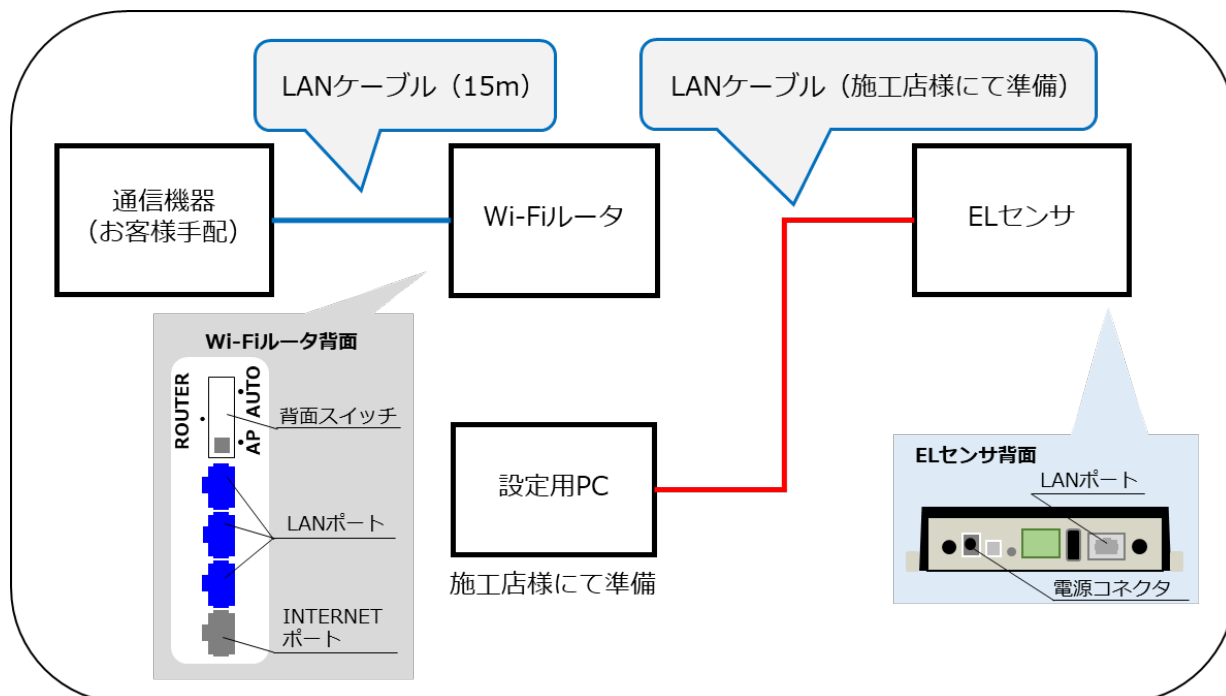 LANケーブル（15m）
LANケーブル（施工店様にて準備）
通信機器
（お客様手配）
Wi-Fiルータ
ELセンサ
Wi-Fiルータ背面
ROUTER
AUTO
AP
背面スイッチ
LANポート
INTERNET
ポート
設定用PC
施工店様にて準備
ELセンサ背面
LANポート
電源コネクタ